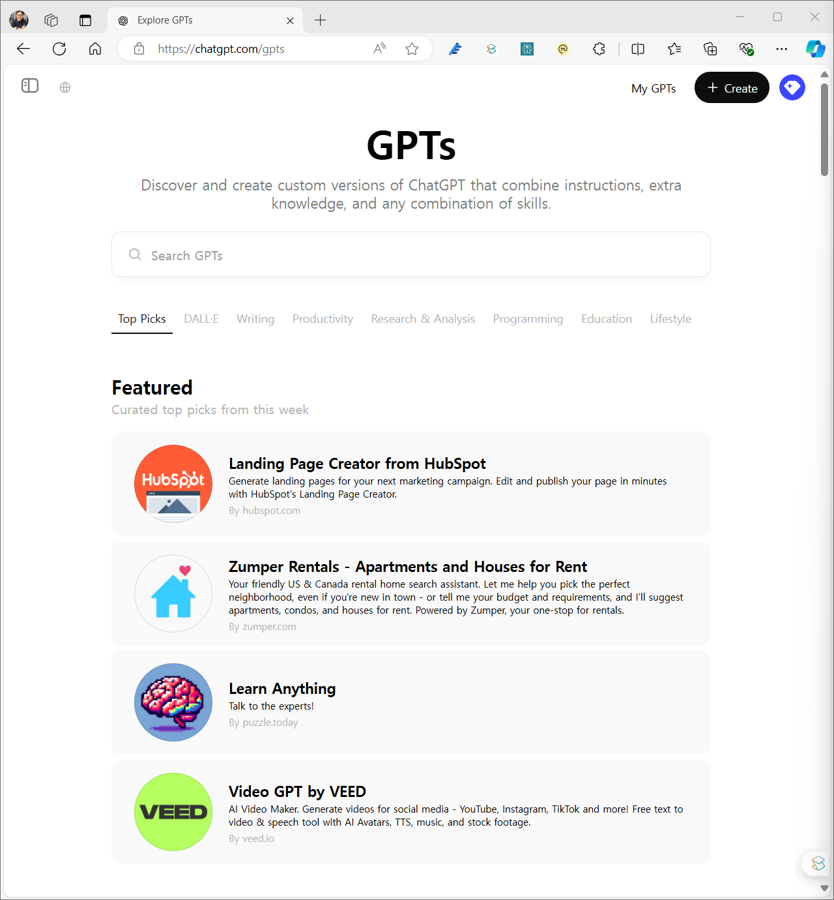 Explore GPTs
https://chatgpt.com/gpts
My GPTs
+ Create
GPTs
Discover and create custom versions of ChatGPT that combine instructions, extra
knowledge, and any combination of skills.
Search GPTs
Top Picks DALL·E Writing Productivity Research & Analysis Programming Education Lifestyle
Featured
Curated top picks from this week
HubSpot
Landing Page Creator from HubSpot
Generate landing pages for your next marketing campaign. Edit and publish your page in minutes
with HubSpot's Landing Page Creator.
By hubspot.com
Zumper Rentals - Apartments and Houses for Rent
Your friendly US & Canada rental home search assistant. Let me help you pick the perfect
neighborhood, even if you're new in town - or tell me your budget and requirements, and I'll suggest
apartments, condos, and houses for rent. Powered by Zumper, your one-stop for rentals.
By zumper.com
Learn Anything
Talk to the experts!
By puzzle.today
VEED
Video GPT by VEED
AI Video Maker. Generate videos for social media - YouTube, Instagram, TikTok and more! Free text to
video & speech tool with AI Avatars, TTS, music, and stock footage.
By veed.io